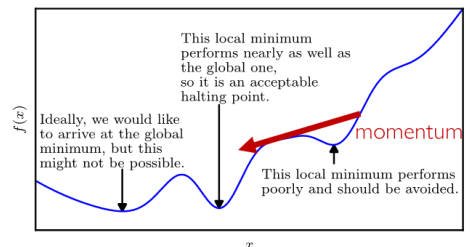 This local minimum
performs nearly as well as
the global one,
so it is an acceptable
halting point.
f(x)
Ideally, we would like
to arrive at the global
minimum, but this
might not be possible.
momentum
This local minimum performs
poorly and should be avoided.
x